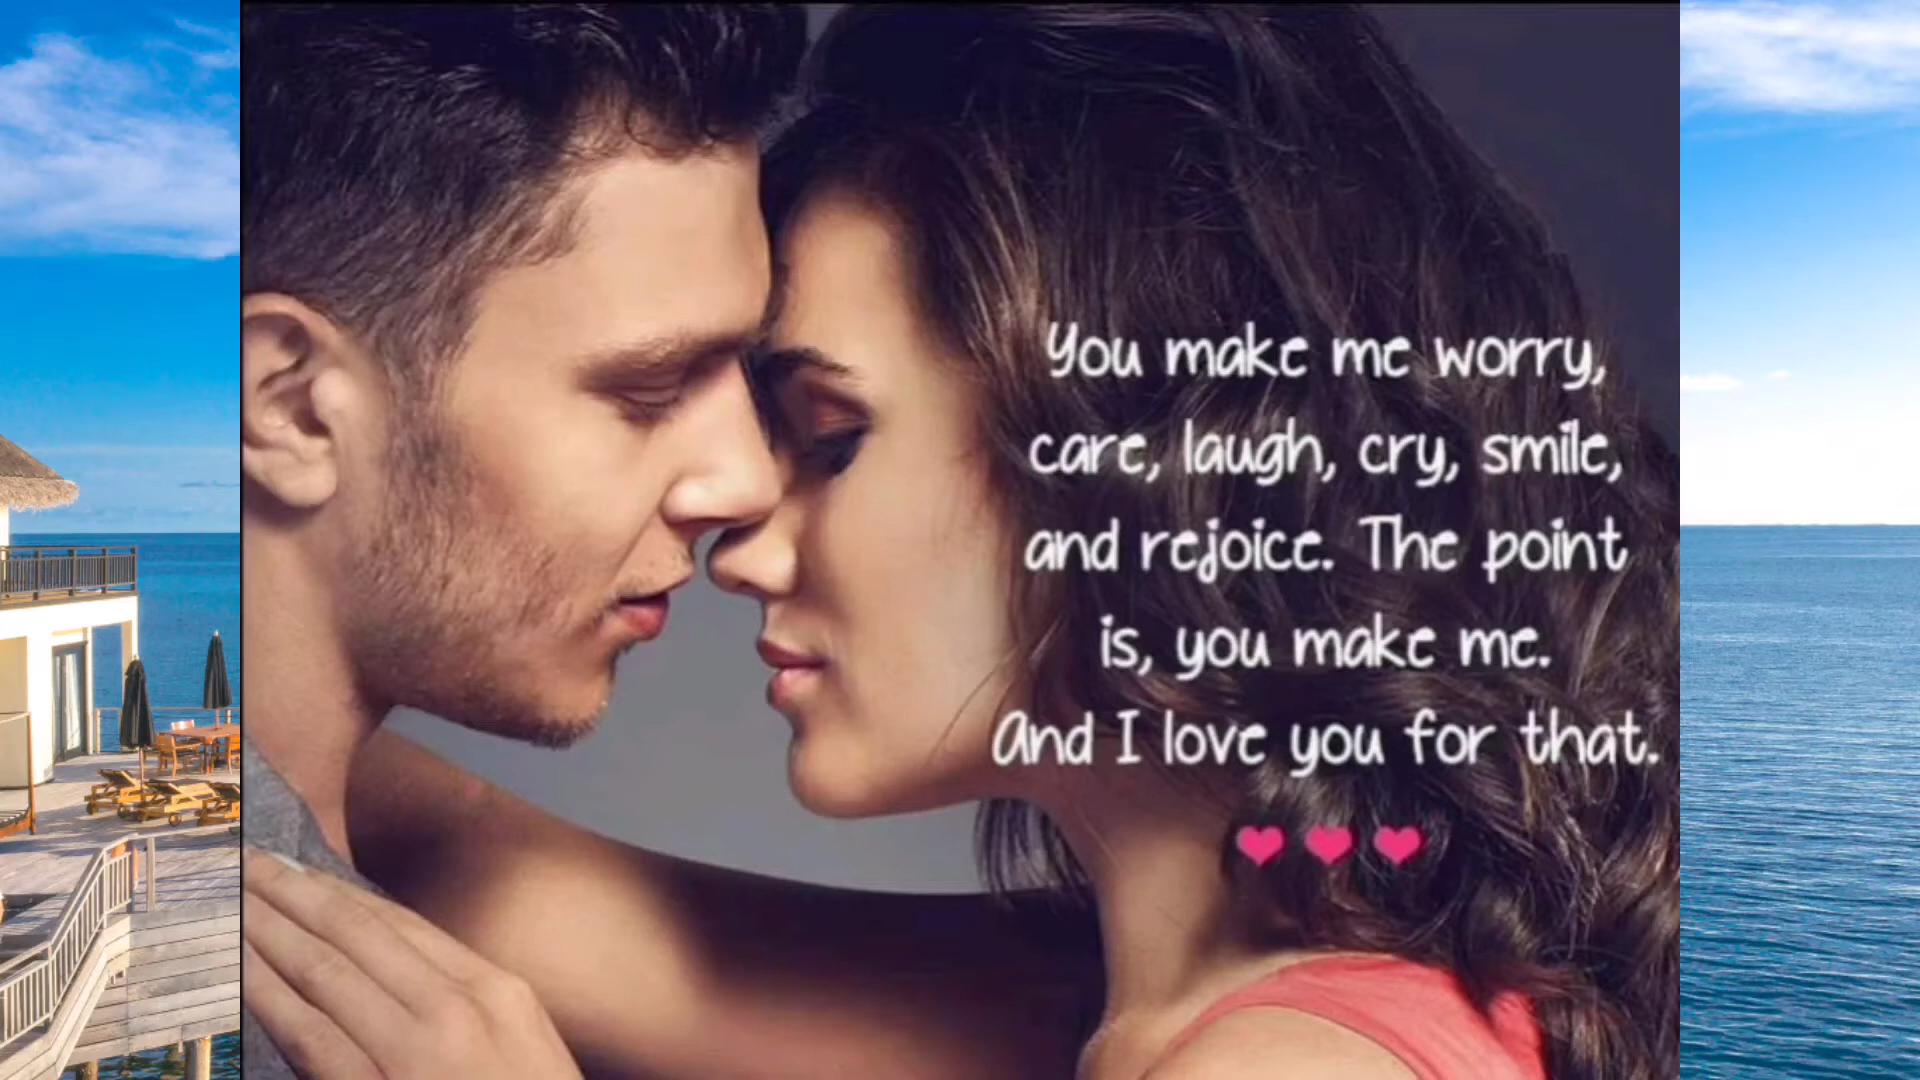 You make me worry,
care, laugh, cry, smile,
and rejoice. The point
is, you make me.
And I love you for that.